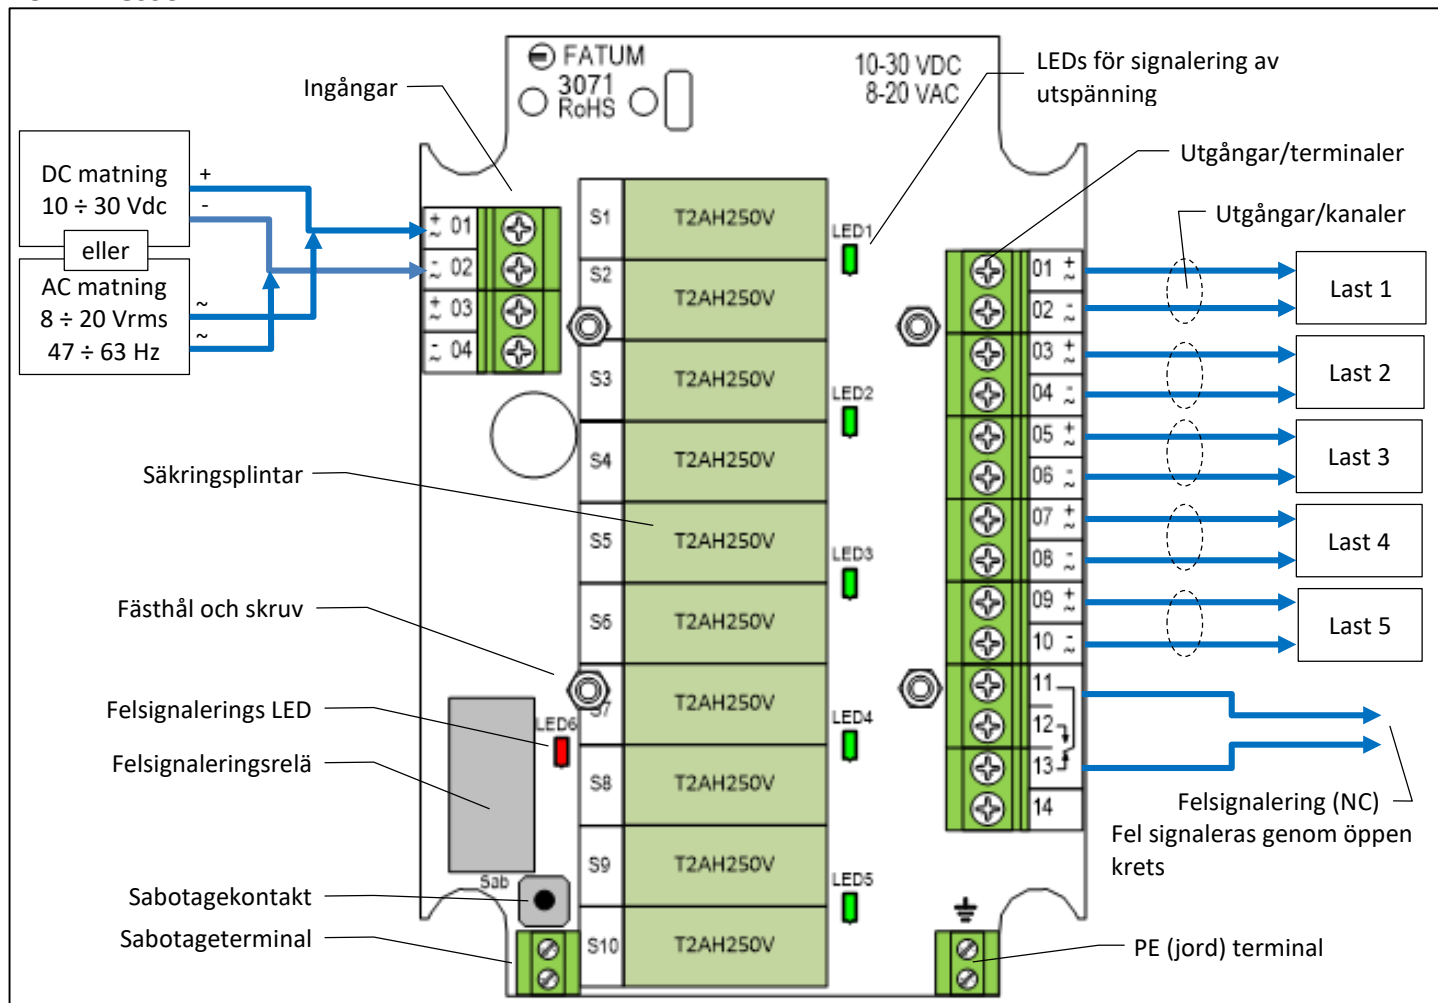 FATUM
3071
RoHS
10-30 VDC
8-20 VAC
LEDs för signalering av
utspänning
Ingångar
Utgångar/terminaler
Utgångar/kanaler
DC matning
10 ÷ 30 Vdc
+
-
eller
AC matning
8 ÷ 20 Vrms
47 ÷ 63 Hz
~
~
+ ~ 01
- ~ 02
+ ~ 03
- ~ 04
S1 T2AH250V
S2 T2AH250V
S3 T2AH250V
S4 T2AH250V
S5 T2AH250V
S6 T2AH250V
S7 T2AH250V
S8 T2AH250V
S9 T2AH250V
S10 T2AH250V
LED1
LED2
LED3
LED4
LED5
LED6
01 + ~
02 - ~
03 + ~
04 - ~
05 + ~
06 - ~
07 + ~
08 - ~
09 + ~
10 - ~
11
12
13
14
Last 1
Last 2
Last 3
Last 4
Last 5
Säkringsplintar
Fästhål och skruv
Felsignalerings LED
Felsignaleringsrelä
Sab
Sabotagekontakt
Sabotageterminal
Felsignalering (NC)
Fel signaleras genom öppen
krets
PE (jord) terminal